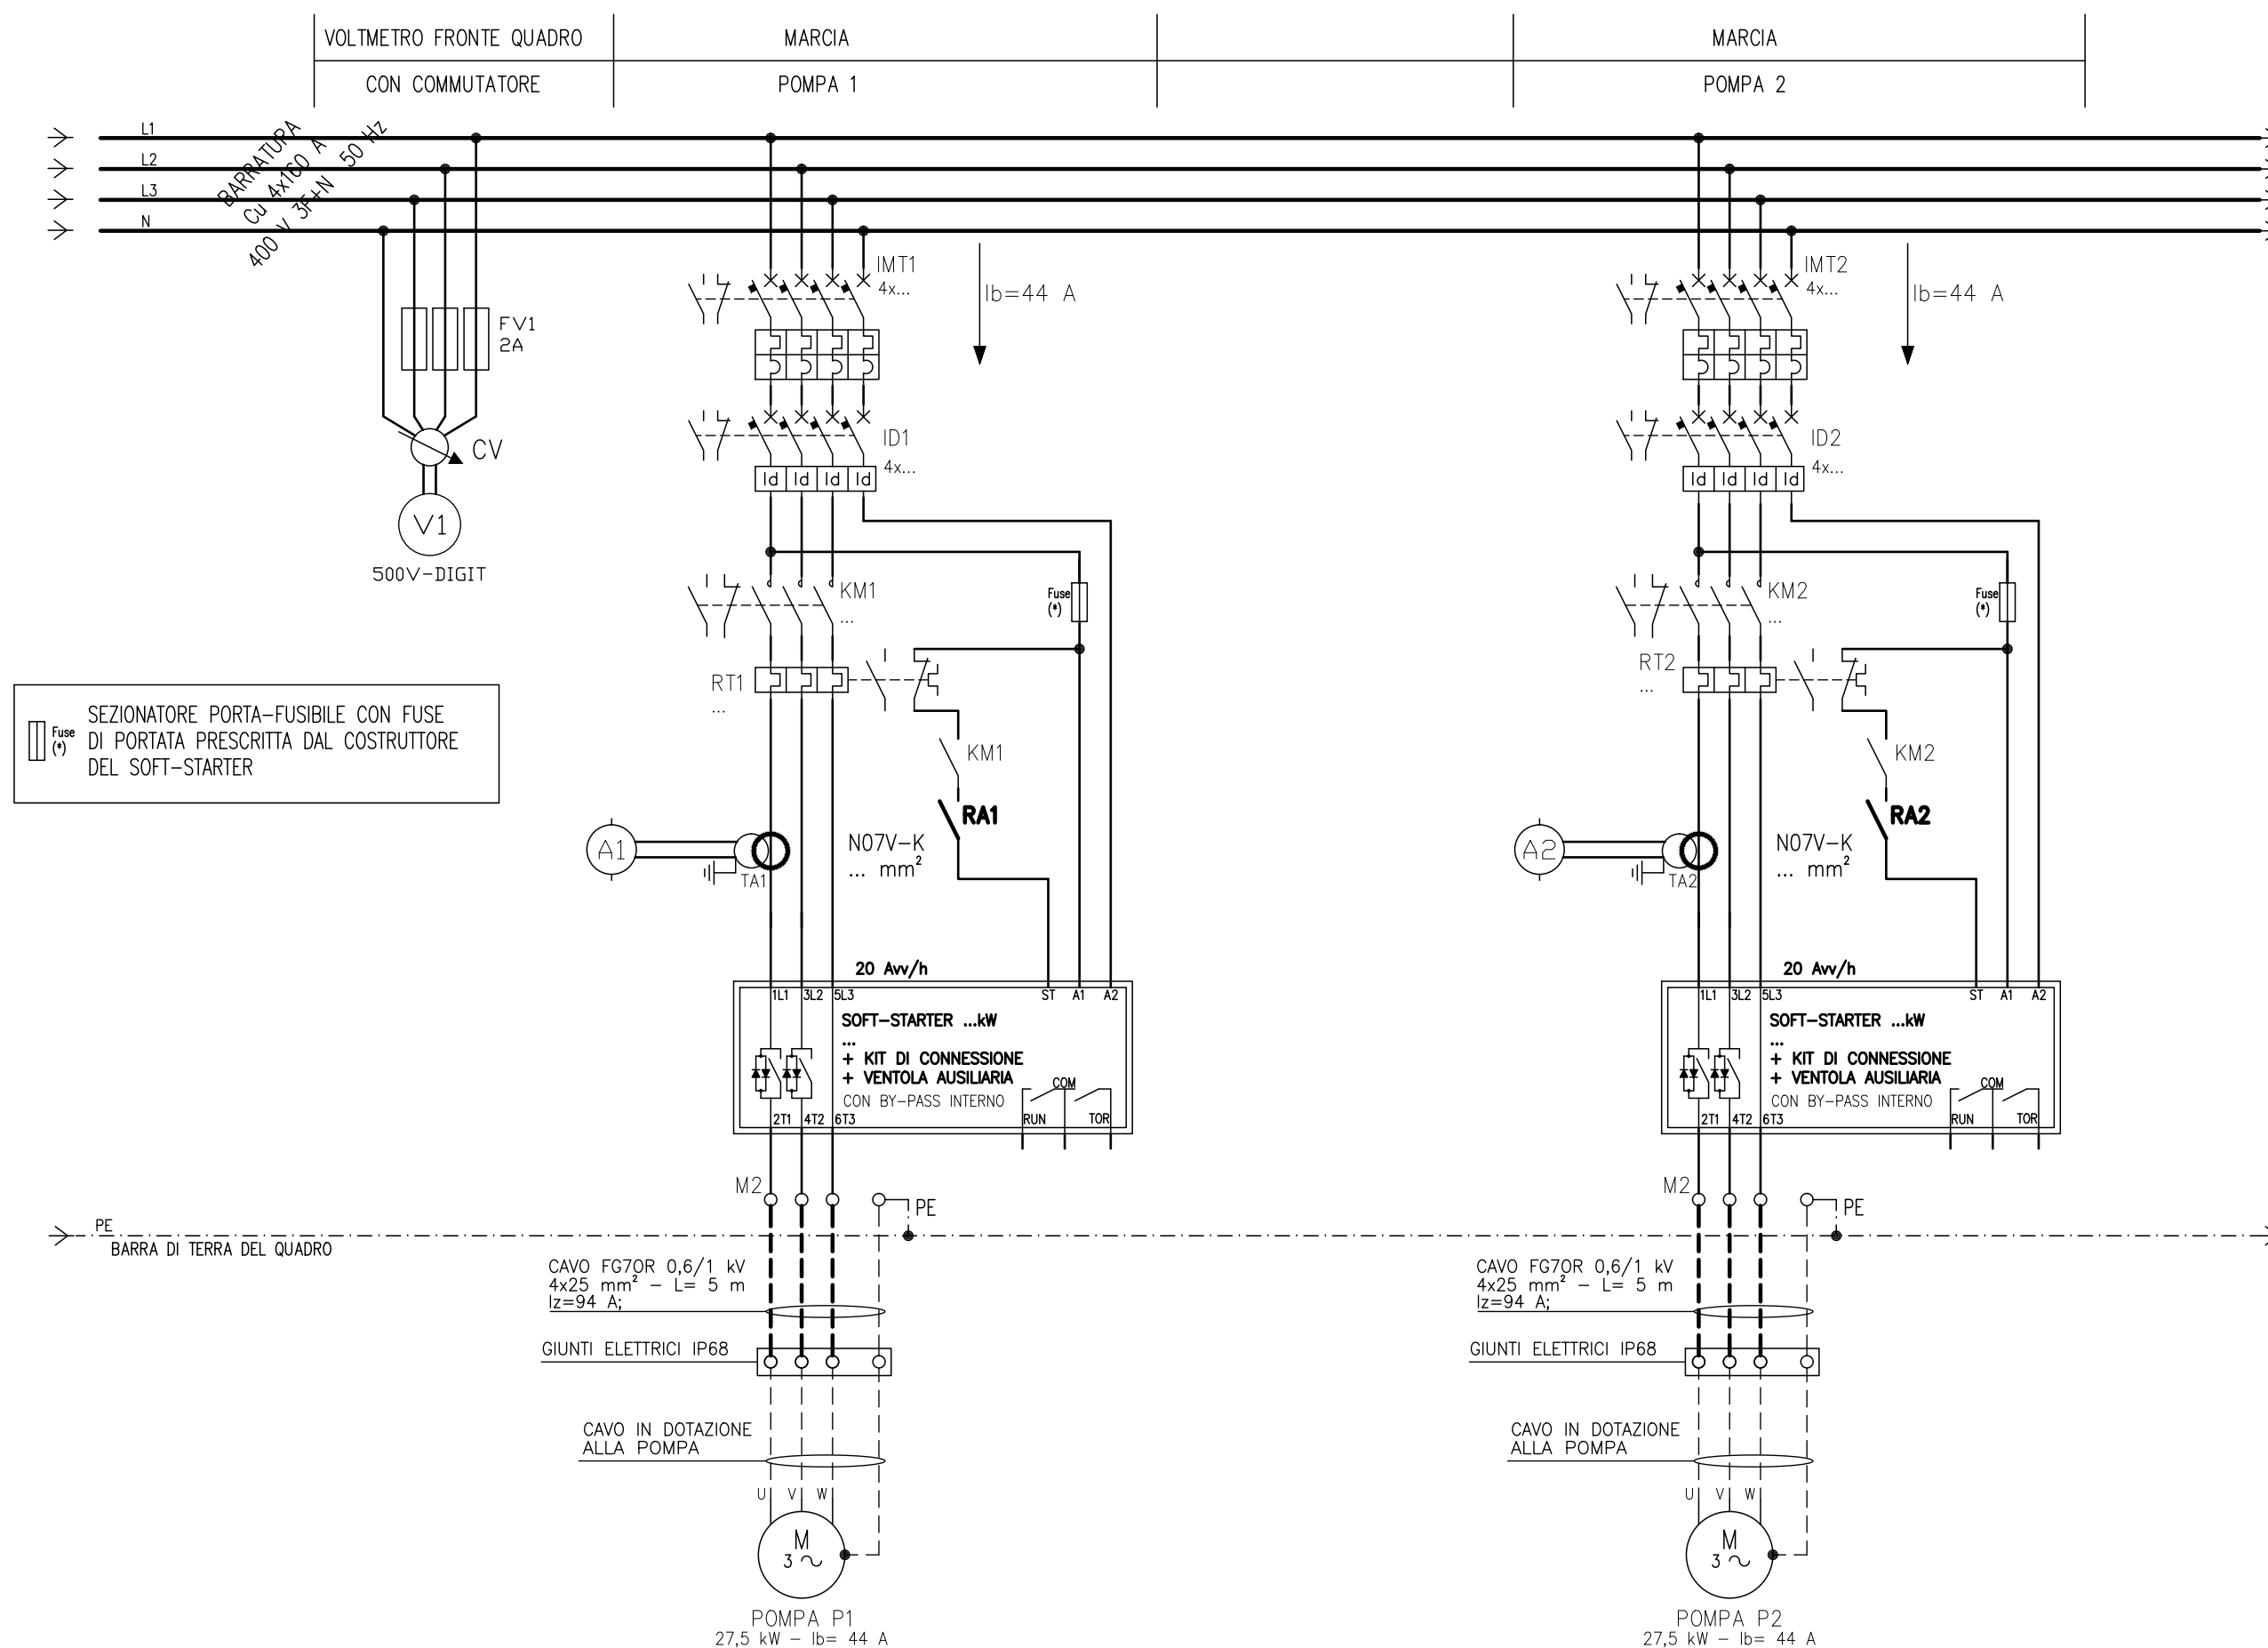 VOLTMETRO FRONTE QUADRO
CON COMMUTATORE
MARCIA
POMPA 1
MARCIA
POMPA 2
L1
L2
L3
N
BARRATURA
Cu 4x160 A
400 V 3F+N 50 Hz
FV1
2A
CV
V1
500V-DIGIT
IMT1
4x...
Ib=44 A
ID1
4x...
Id Id Id Id
KM1
...
Fuse
(*)
RT1
...
KM1
RA1
A1
TA1
N07V-K
... mm²
20 Avv/h
1L1 3L2 5L3 ST A1 A2
SOFT-STARTER ...kW
...
+ KIT DI CONNESSIONE
+ VENTOLA AUSILIARIA
CON BY-PASS INTERNO
COM
2T1 4T2 6T3 RUN TOR
M2
PE
CAVO FG7OR 0,6/1 kV
4x25 mm² - L= 5 m
Iz=94 A;
GIUNTI ELETTRICI IP68
CAVO IN DOTAZIONE
ALLA POMPA
U V W
M
3
POMPA P1
27,5 kW - Ib= 44 A
IMT2
4x...
Ib=44 A
ID2
4x...
Id Id Id Id
KM2
...
Fuse
(*)
RT2
...
KM2
RA2
A2
TA2
N07V-K
... mm²
20 Avv/h
1L1 3L2 5L3 ST A1 A2
SOFT-STARTER ...kW
...
+ KIT DI CONNESSIONE
+ VENTOLA AUSILIARIA
CON BY-PASS INTERNO
COM
2T1 4T2 6T3 RUN TOR
M2
PE
CAVO FG7OR 0,6/1 kV
4x25 mm² - L= 5 m
Iz=94 A;
GIUNTI ELETTRICI IP68
CAVO IN DOTAZIONE
ALLA POMPA
U V W
M
3
POMPA P2
27,5 kW - Ib= 44 A
Fuse
(*)
SEZIONATORE PORTA-FUSIBILE CON FUSE
DI PORTATA PRESCRITTA DAL COSTRUTTORE
DEL SOFT-STARTER
PE
BARRA DI TERRA DEL QUADRO